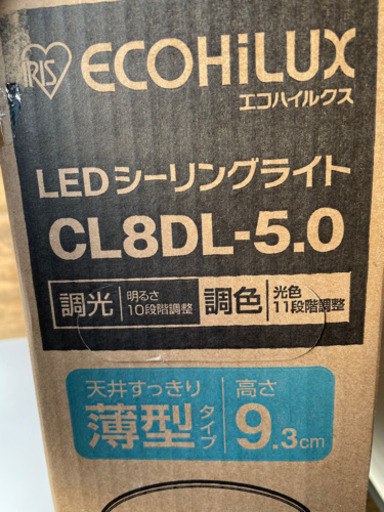 IRIS ECOHiLUX
エコハイルクス
LEDシーリングライト
CL8DL-5.0
調光 明るさ 10段階調整 調色 光色 11段階調整
天井すっきり
薄型タイプ
高さ
9.3cm